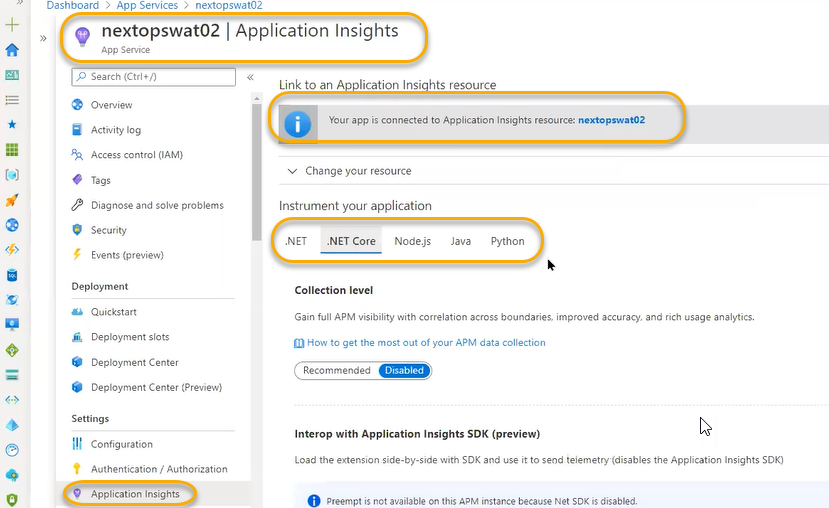 Dashboard > App Services > nextopswat02
nextopswat02 | Application Insights
App Service
Search (Ctrl+/)
Overview
Activity log
Access control (IAM)
Tags
Diagnose and solve problems
Security
Events (preview)
Deployment
Quickstart
Deployment slots
Deployment Center
Deployment Center (Preview)
Settings
Configuration
Authentication / Authorization
Application Insights
Link to an Application Insights resource
Your app is connected to Application Insights resource: nextopswat02
Change your resource
Instrument your application
.NET .NET Core Node.js Java Python
Collection level
Gain full APM visibility with correlation across boundaries, improved accuracy, and rich usage analytics.
How to get the most out of your APM data collection
Recommended Disabled
Interop with Application Insights SDK (preview)
Load the extension side-by-side with SDK and use it to send telemetry (disables the Application Insights SDK)
Preempt is not available on this APM instance because Net SDK is disabled.